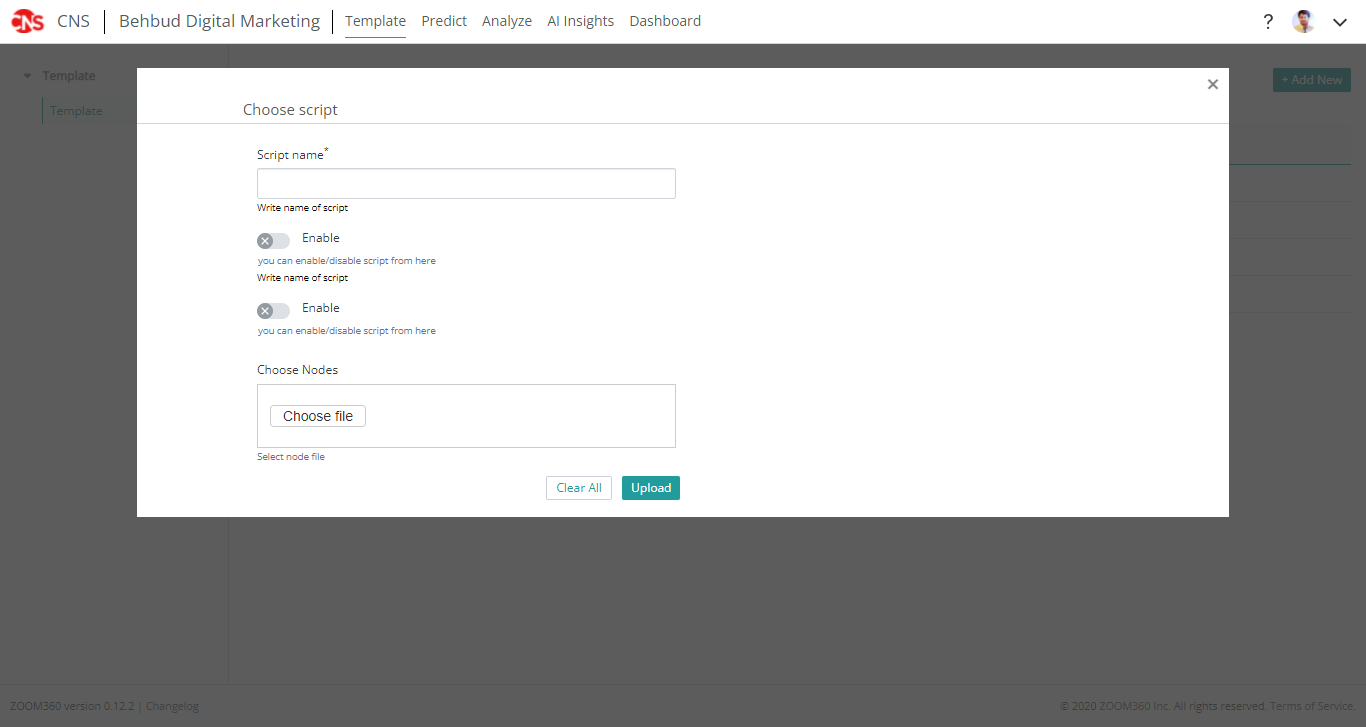 CNS CNS Behbud Digital Marketing Template Predict Analyze AI Insights Dashboard ?
Template
+ Add New
Template
Choose script
Script name*
Write name of script
Enable
you can enable/disable script from here
Write name of script
Enable
you can enable/disable script from here
Choose Nodes
Choose file
Select node file
Clear All Upload
ZOOM360 version 0.12.2 | Changelog © 2020 ZOOM360 Inc. All rights reserved. Terms of Service.